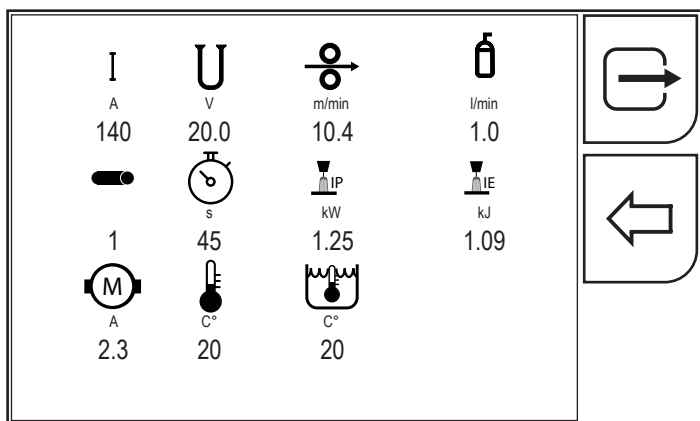 I U
A V m/min l/min
140 20.0 10.4 1.0
IP IE
s kW kJ
1 45 1.25 1.09
M
A C° C°
2.3 20 20